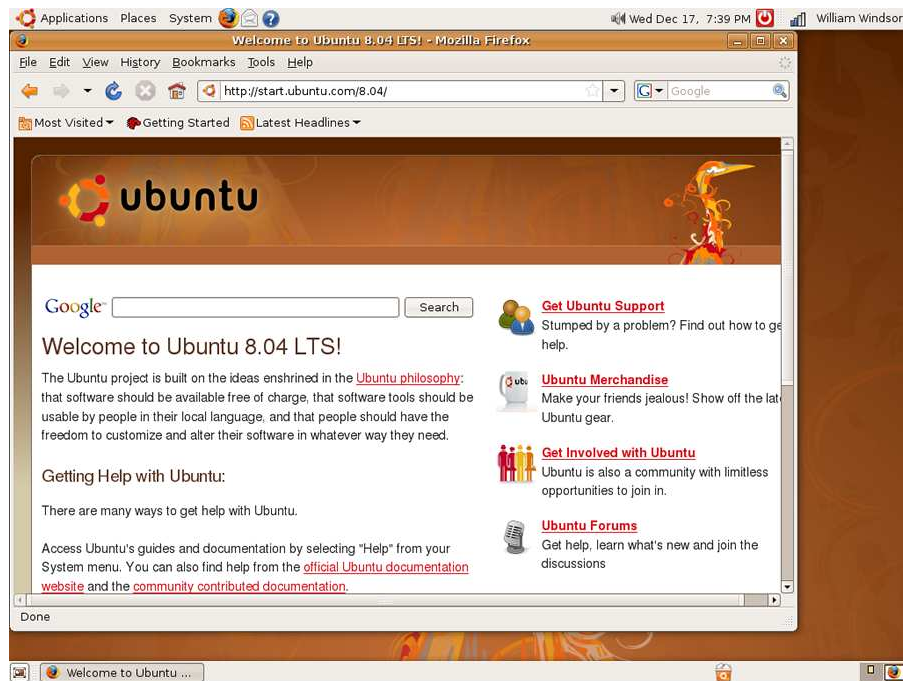 Applications Places System
Wed Dec 17, 7:39 PM
William Windsor
Welcome to Ubuntu 8.04 LTS! - Mozilla Firefox
File Edit View History Bookmarks Tools Help
http://start.ubuntu.com/8.04/
G
Google
Most Visited
Getting Started
Latest Headlines
ubuntu
Google™
Search
Welcome to Ubuntu 8.04 LTS!
The Ubuntu project is built on the ideas enshrined in the Ubuntu philosophy:
that software should be available free of charge, that software tools should be
usable by people in their local language, and that people should have the
freedom to customize and alter their software in whatever way they need.
Getting Help with Ubuntu:
There are many ways to get help with Ubuntu.
Access Ubuntu's guides and documentation by selecting "Help" from your
System menu. You can also find help from the official Ubuntu documentation
website and the community contributed documentation.
Get Ubuntu Support
Stumped by a problem? Find out how to ge
help.
ubu
Ubuntu Merchandise
Make your friends jealous! Show off the late
Ubuntu gear.
Get Involved with Ubuntu
Ubuntu is also a community with limitless
opportunities to join in.
Ubuntu Forums
Get help, learn what's new and join the
discussions
Done
Welcome to Ubuntu ...